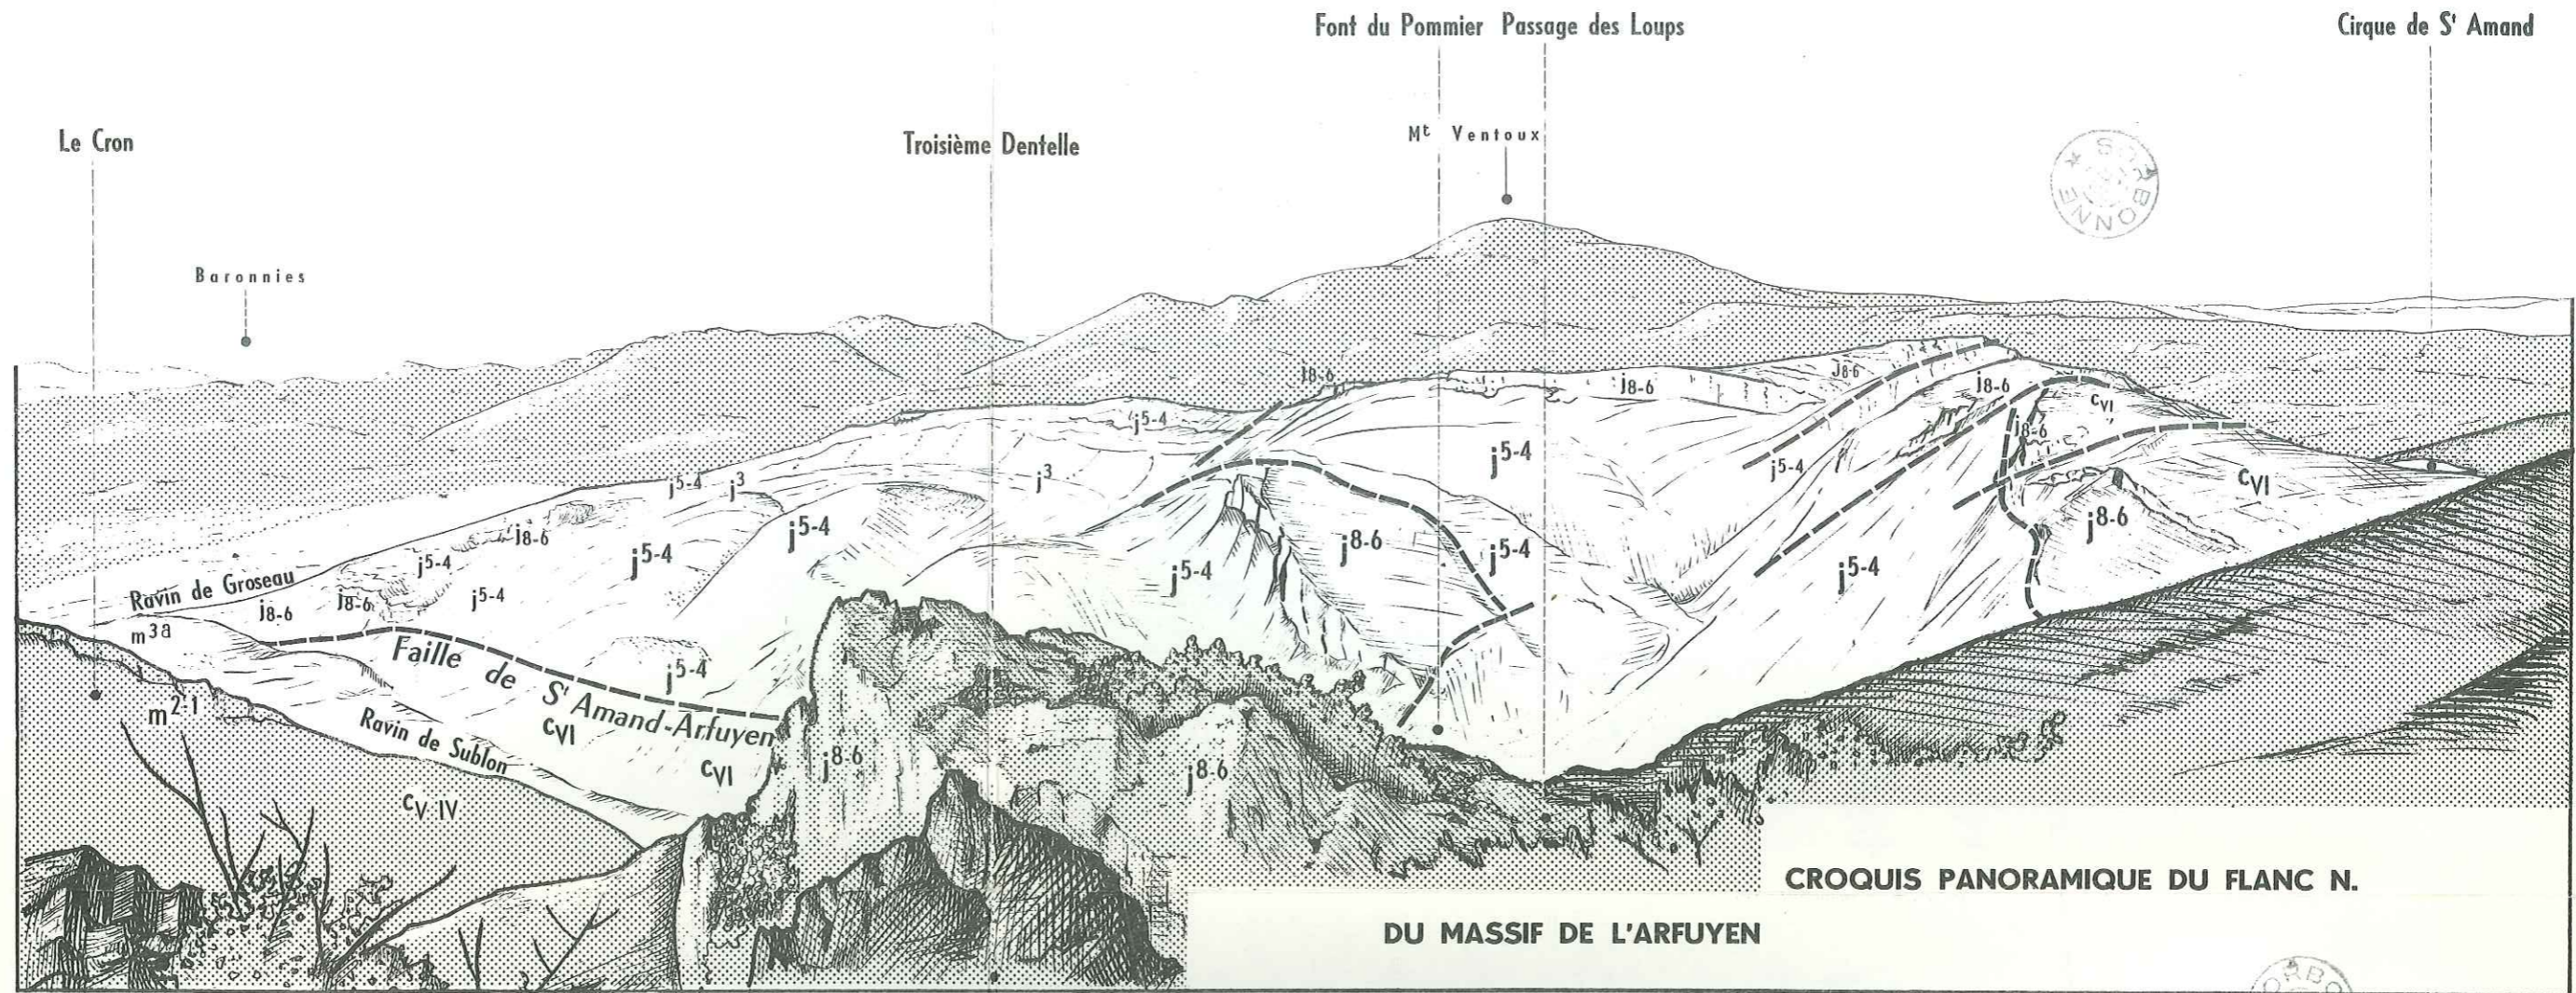 Font du Pommier Passage des Loups
Cirque de Sᵗ Amand
Le Cron
Troisième Dentelle
Mᵗ Ventoux
SORBONNE *
Baronnies
j8-6
j8-6
J8-6
j8-6
cVI
j⁵⁻⁴
j8-6
j⁵⁻⁴
j⁵⁻⁴
j³
j³
j⁵⁻⁴
cVI
j8-6
j⁵⁻⁴
j⁵⁻⁴
j⁸⁻⁶
j⁵⁻⁴
j⁸⁻⁶
j⁵⁻⁴
j⁵⁻⁴
j⁵⁻⁴
Ravin de Groseau
j8-6
j8-6
j⁵⁻⁴
m³ᵃ
Faille de Sᵗ Amand-Arfuyen
j⁵⁻⁴
m²⁻¹
cVI
Ravin de Sublon
cVI
j⁸⁻⁶
j⁸⁻⁶
cV IV
CROQUIS PANORAMIQUE DU FLANC N.
DU MASSIF DE L'ARFUYEN